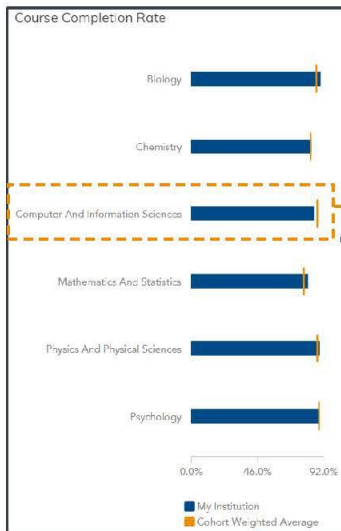 Course Completion Rate
Biology
Chemistry
Computer And Information Sciences
Mathematics And Statistics
Physics And Physical Sciences
Psychology
0.0% 46.0% 92.0%
My Institution
Cohort Weighted Average